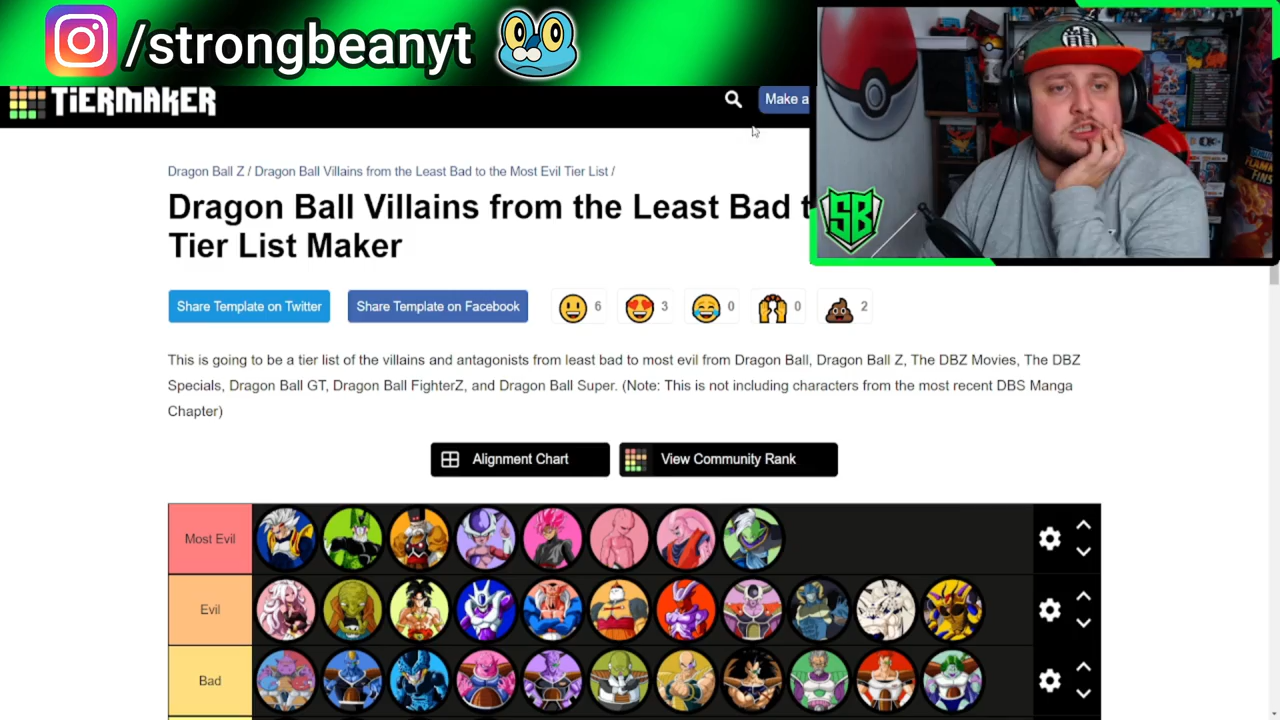 /strongbeanyt
TIERMAKER
Make a
Dragon Ball Z / Dragon Ball Villains from the Least Bad to the Most Evil Tier List /
Dragon Ball Villains from the Least Bad t
Tier List Maker
SB
Share Template on Twitter
Share Template on Facebook
6
3
0
0
2
This is going to be a tier list of the villains and antagonists from least bad to most evil from Dragon Ball, Dragon Ball Z, The DBZ Movies, The DBZ
Specials, Dragon Ball GT, Dragon Ball FighterZ, and Dragon Ball Super. (Note: This is not including characters from the most recent DBS Manga
Chapter)
Alignment Chart
View Community Rank
Most Evil
Evil
Bad